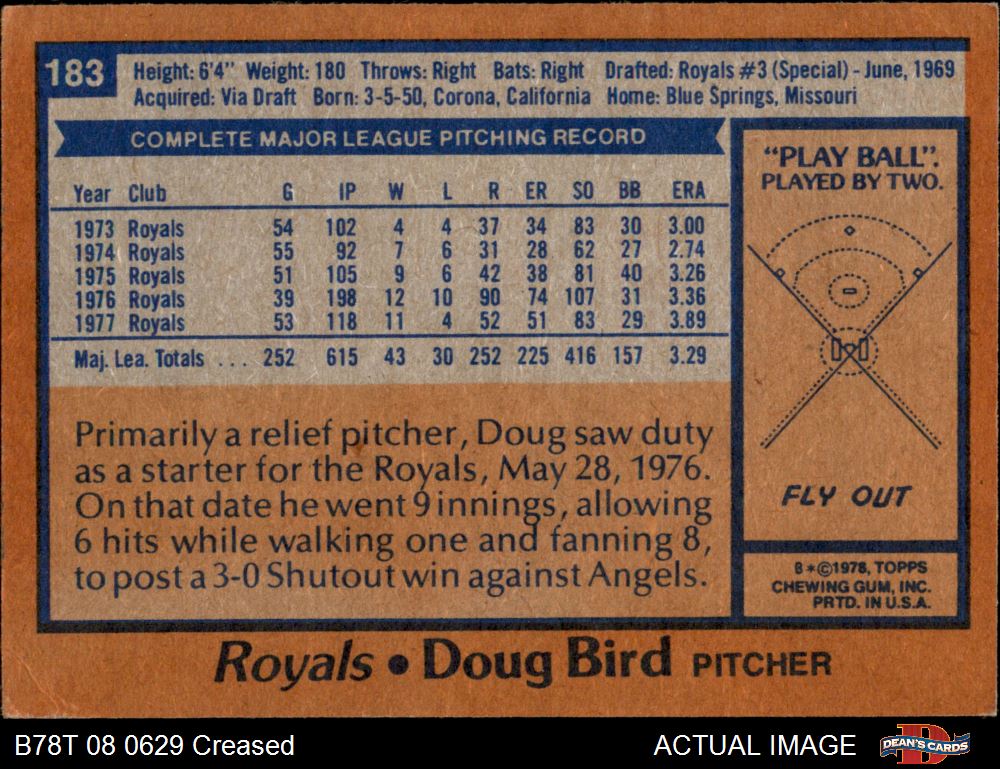 183
Height: 6'4" Weight: 180 Throws: Right Bats: Right Drafted: Royals #3 (Special) - June, 1969
Acquired: Via Draft Born: 3-5-50, Corona, California Home: Blue Springs, Missouri
COMPLETE MAJOR LEAGUE PITCHING RECORD
Year Club G IP W L R ER SO BB ERA
1973 Royals 54 102 4 4 37 34 83 30 3.00
1974 Royals 55 92 7 6 31 28 62 27 2.74
1975 Royals 51 105 9 6 42 38 81 40 3.26
1976 Royals 39 198 12 10 90 74 107 31 3.36
1977 Royals 53 118 11 4 52 51 83 29 3.89
Maj. Lea. Totals ... 252 615 43 30 252 225 416 157 3.29
Primarily a relief pitcher, Doug saw duty
as a starter for the Royals, May 28, 1976.
On that date he went 9 innings, allowing
6 hits while walking one and fanning 8,
to post a 3-0 Shutout win against Angels.
"PLAY BALL".
PLAYED BY TWO.
FLY OUT
B*©1978, TOPPS
CHEWING GUM, INC.
PRTD. IN U.S.A.
Royals • Doug Bird PITCHER
B78T 08 0629 Creased
ACTUAL IMAGE
DEAN'S CARDS